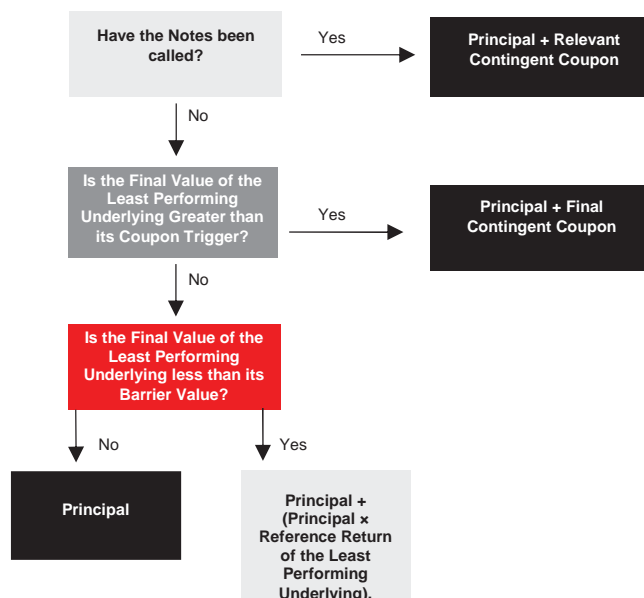 Have the Notes been
called?
Yes
Principal + Relevant
Contingent Coupon
No
Is the Final Value of the
Least Performing
Underlying Greater than
its Coupon Trigger?
Yes
Principal + Final
Contingent Coupon
No
Is the Final Value of the
Least Performing
Underlying less than its
Barrier Value?
No
Yes
Principal
Principal +
(Principal ×
Reference Return
of the Least
Performing
Underlying).